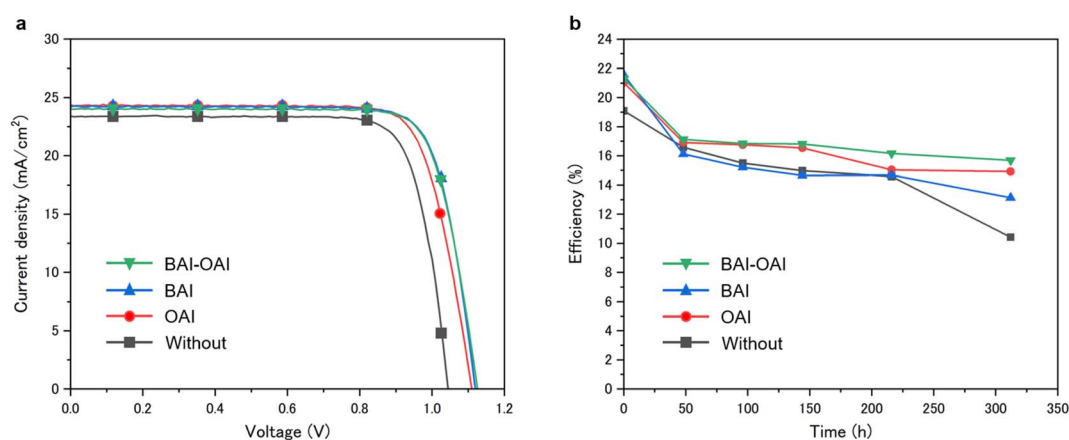 a
30
25
20
15
10
5
0
Current density (mA/cm²)
BAI-OAI
BAI
OAI
Without
0.0 0.2 0.4 0.6 0.8 1.0 1.2
Voltage (V)
b
24
22
20
18
16
14
12
10
8
6
4
2
0
Efficiency (%)
BAI-OAI
BAI
OAI
Without
0 50 100 150 200 250 300 350
Time (h)